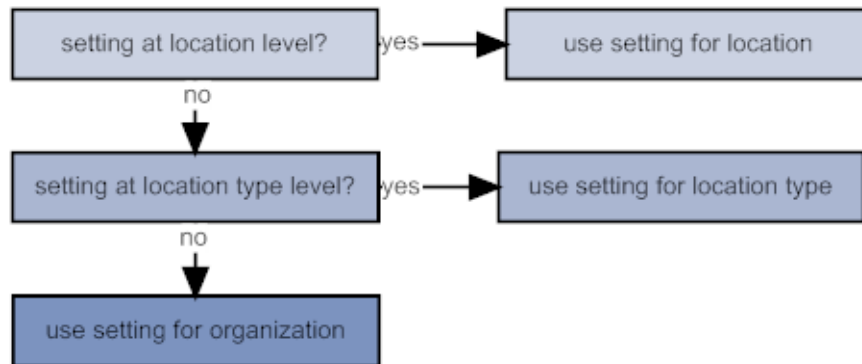 setting at location level?
yes
use setting for location
no
setting at location type level?
yes
use setting for location type
no
use setting for organization